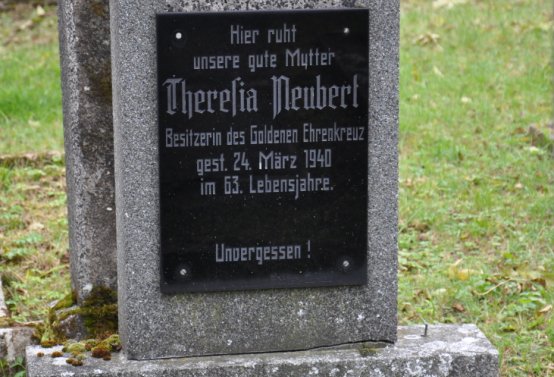 Hier ruht
unsere gute Mutter
Theresia Neubert
Besitzerin des Goldenen Ehrenkreuz
gest. 24. März 1940
im 63. Lebensjahre.
Unvergessen !